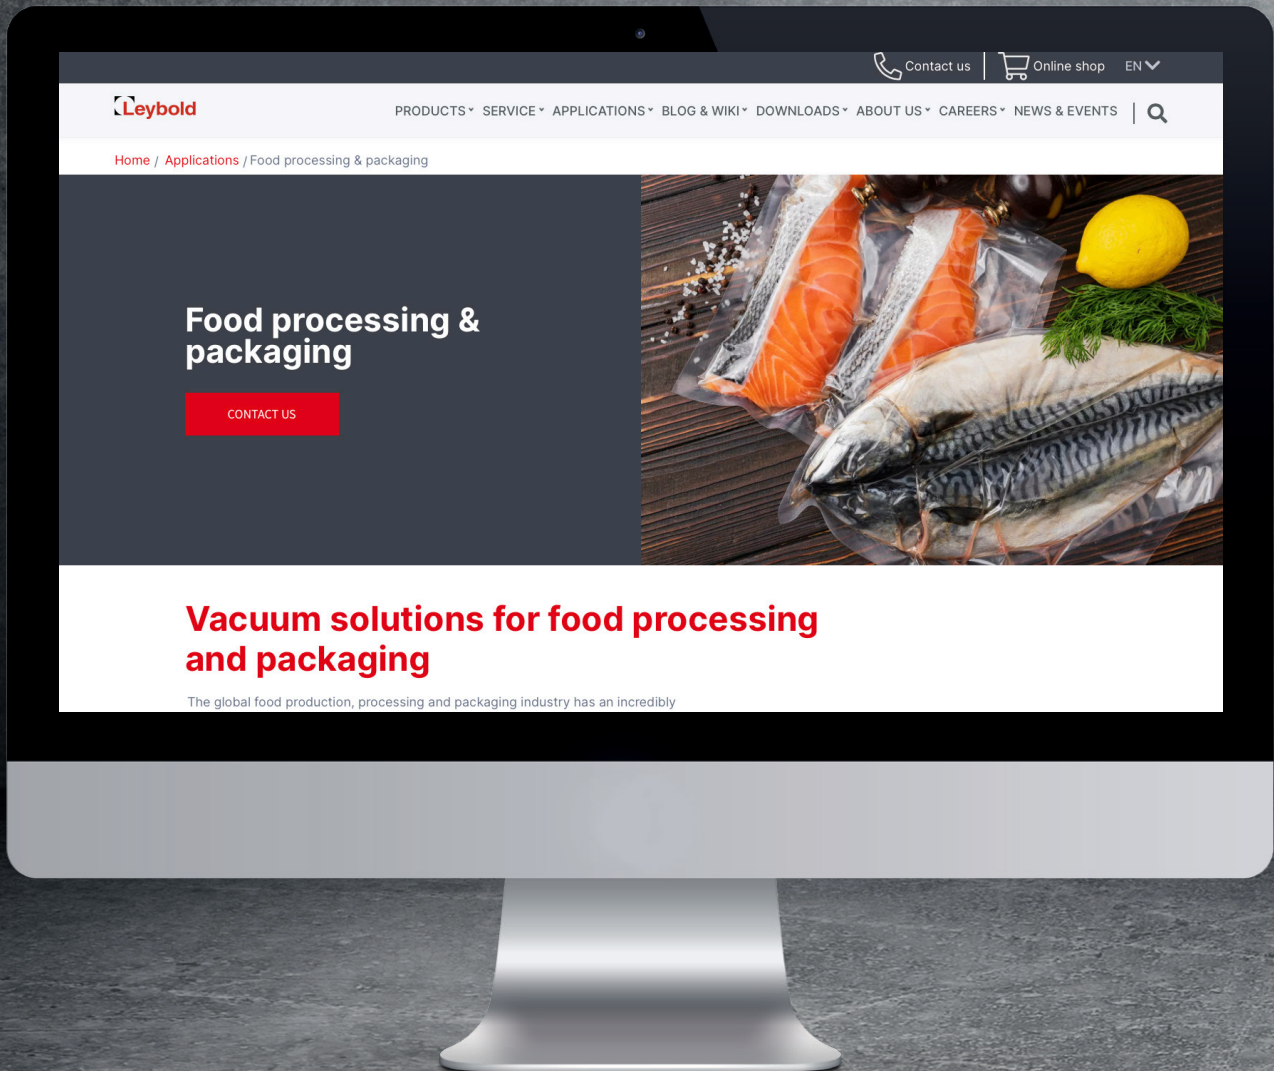 Contact us
Online shop
EN
Leybold
PRODUCTS SERVICE APPLICATIONS BLOG & WIKI DOWNLOADS ABOUT US CAREERS NEWS & EVENTS
Home / Applications / Food processing & packaging
Food processing &
packaging
CONTACT US
Vacuum solutions for food processing
and packaging
The global food production, processing and packaging industry has an incredibly